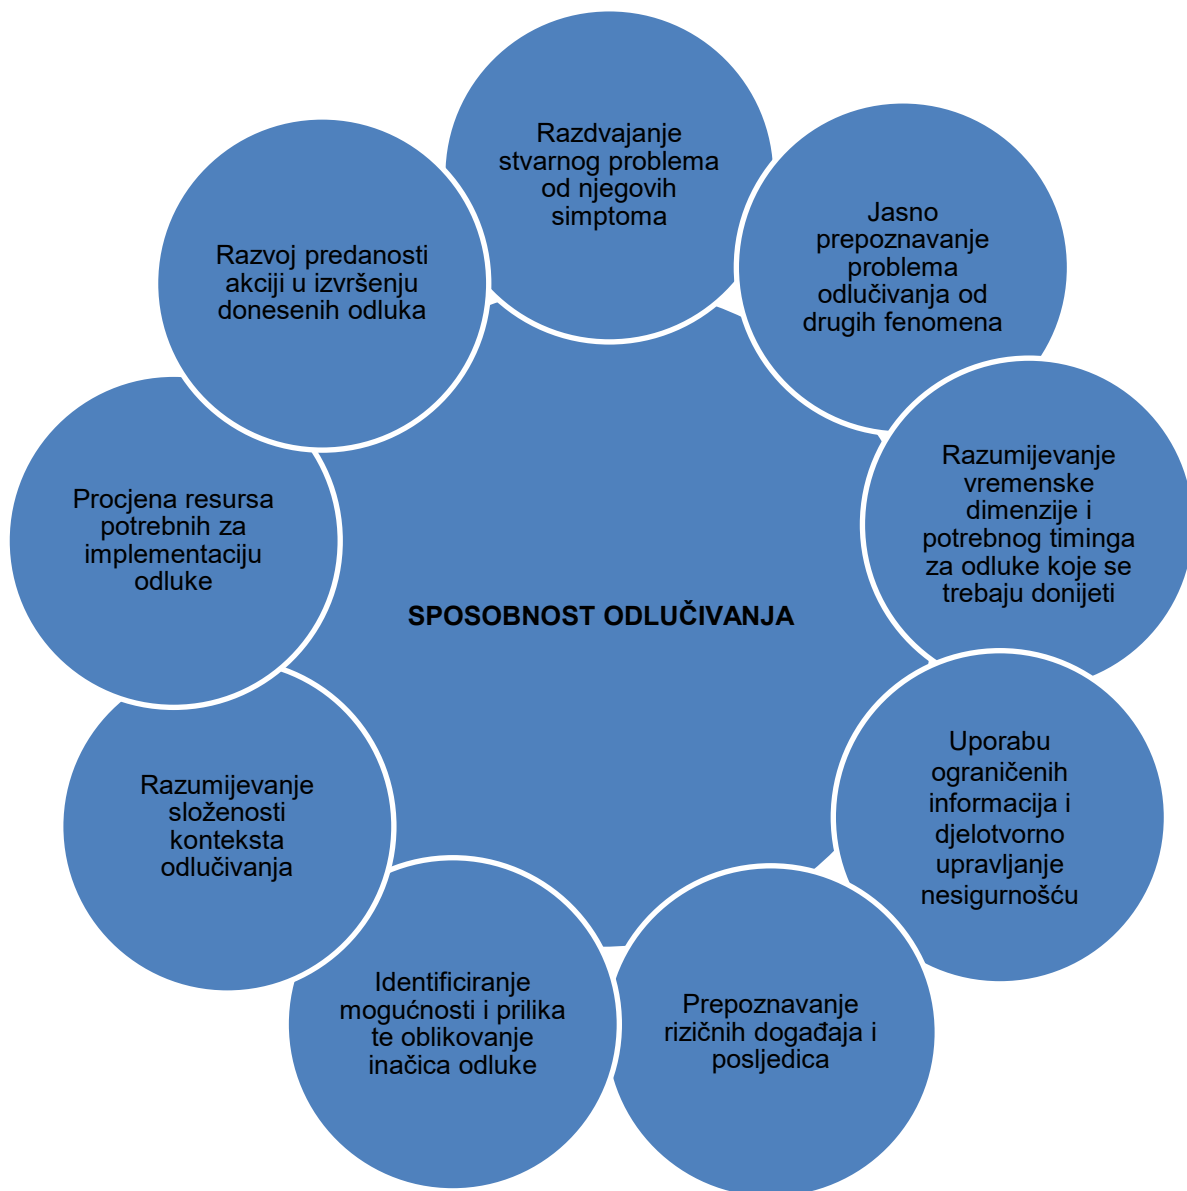 Razdvajanje
stvarnog problema
od njegovih
simptoma
Jasno
prepoznavanje
problema
odlučivanja od
drugih fenomena
Razumijevanje
vremenske
dimenzije i
potrebnog timinga
za odluke koje se
trebaju donijeti
Uporabu
ograničenih
informacija i
djelotvorno
upravljanje
nesigurnošću
Prepoznavanje
rizičnih događaja i
posljedica
Identificiranje
mogućnosti i prilika
te oblikovanje
inačica odluke
Razumijevanje
složenosti
konteksta
odlučivanja
Procjena resursa
potrebnih za
implementaciju
odluke
Razvoj predanosti
akciji u izvršenju
donesenih odluka
SPOSOBNOST ODLUČIVANJA